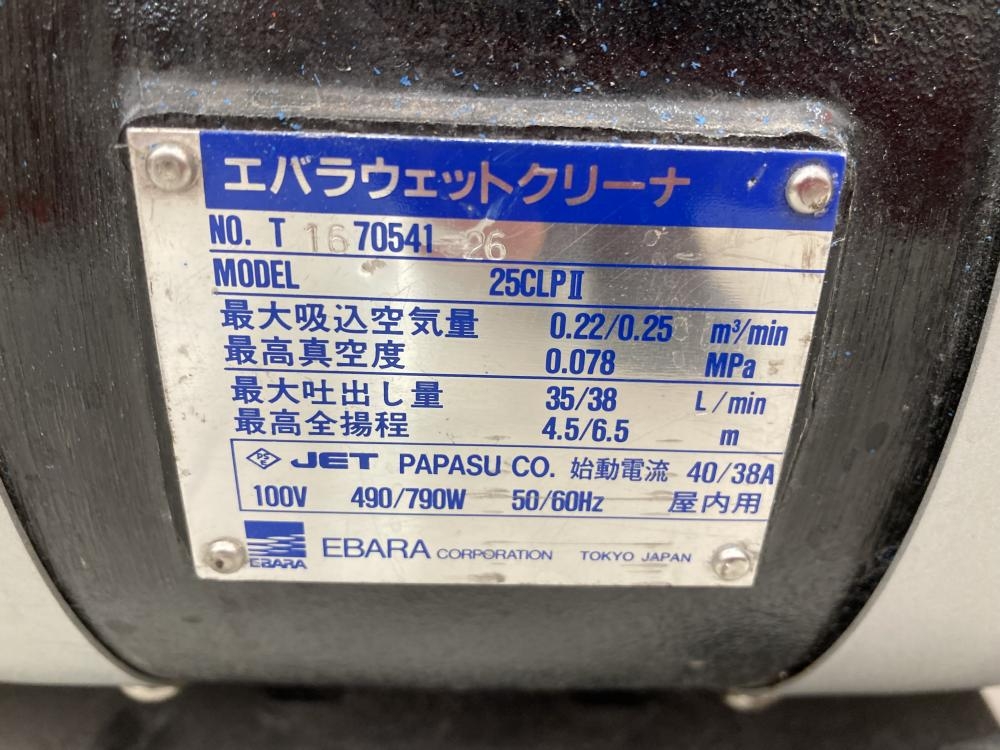 エバラウェットクリーナ
NO. T 16 70541 26
MODEL 25CLPⅡ
最大吸込空気量 0.22/0.25 m³/min
最高真空度 0.078 MPa
最大吐出し量 35/38 L/min
最高全揚程 4.5/6.5 m
PSE JET PAPASU CO. 始動電流 40/38A
100V 490/790W 50/60Hz 屋内用
EBARA EBARA CORPORATION TOKYO JAPAN